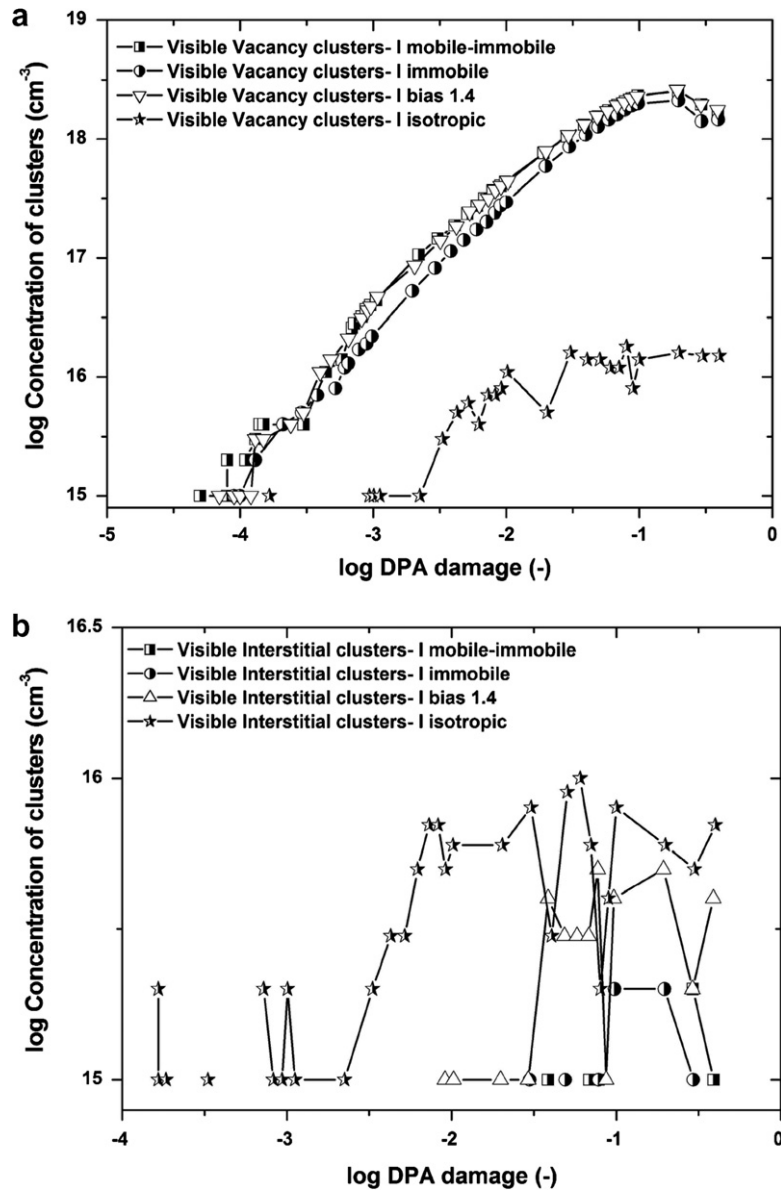 a
19
18
17
16
15
-5
-4
-3
-2
-1
0
log Concentration of clusters (cm-3)
log DPA damage (-)
Visible Vacancy clusters- I mobile-immobile
Visible Vacancy clusters- I immobile
Visible Vacancy clusters- I bias 1.4
Visible Vacancy clusters- I isotropic
b
16.5
16
15
-4
-3
-2
-1
0
log Concentration of clusters (cm-3)
log DPA damage (-)
Visible Interstitial clusters- I mobile-immobile
Visible Interstitial clusters- I immobile
Visible Interstitial clusters- I bias 1.4
Visible Interstitial clusters- I isotropic